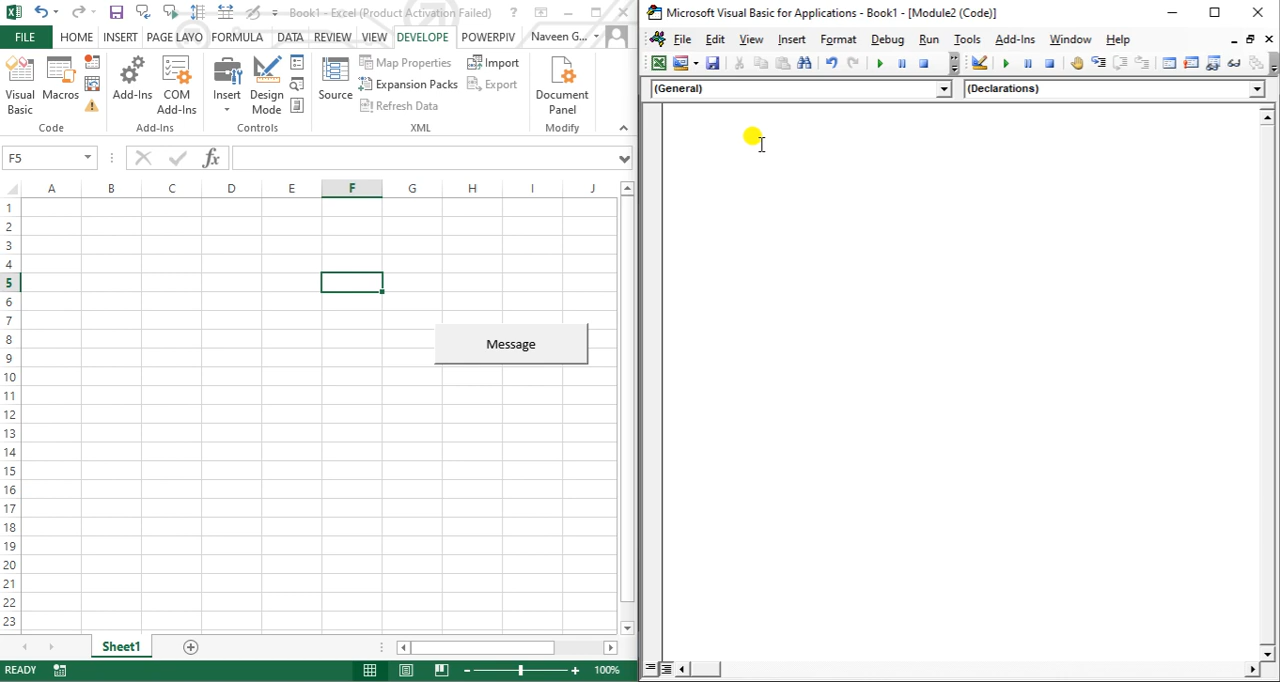 Book1 - Excel (Product Activation Failed) ?
FILE HOME INSERT PAGE LAYO FORMULA DATA REVIEW VIEW DEVELOPE POWERPIV Naveen G...
Visual Basic
Macros
Code
Add-Ins
COM Add-Ins
Add-Ins
Insert
Design Mode
Controls
Source
Map Properties
Expansion Packs
Refresh Data
Import
Export
XML
Document Panel
Modify
F5
fx
A B C D E F G H I J
1
2
3
4
5
6
7
8
9
10
11
12
13
14
15
16
17
18
19
20
21
22
23
Message
Sheet1
READY
100%
Microsoft Visual Basic for Applications - Book1 - [Module2 (Code)]
File Edit View Insert Format Debug Run Tools Add-Ins Window Help
(General) (Declarations)